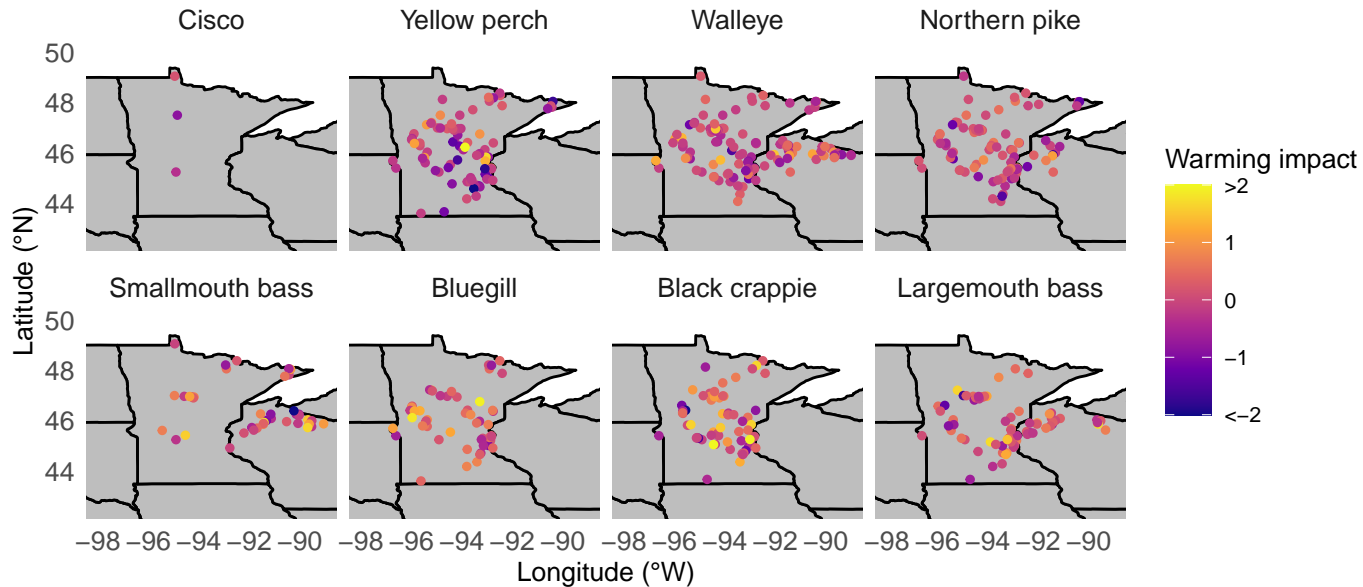 Cisco Yellow perch Walleye Northern pike
50
48
46
44
Smallmouth bass Bluegill Black crappie Largemouth bass
50
48
46
44
−98 −96 −94 −92 −90 −98 −96 −94 −92 −90 −98 −96 −94 −92 −90 −98 −96 −94 −92 −90
Longitude (°W)
Latitude (°N)
Warming impact
>2
1
0
−1
<−2